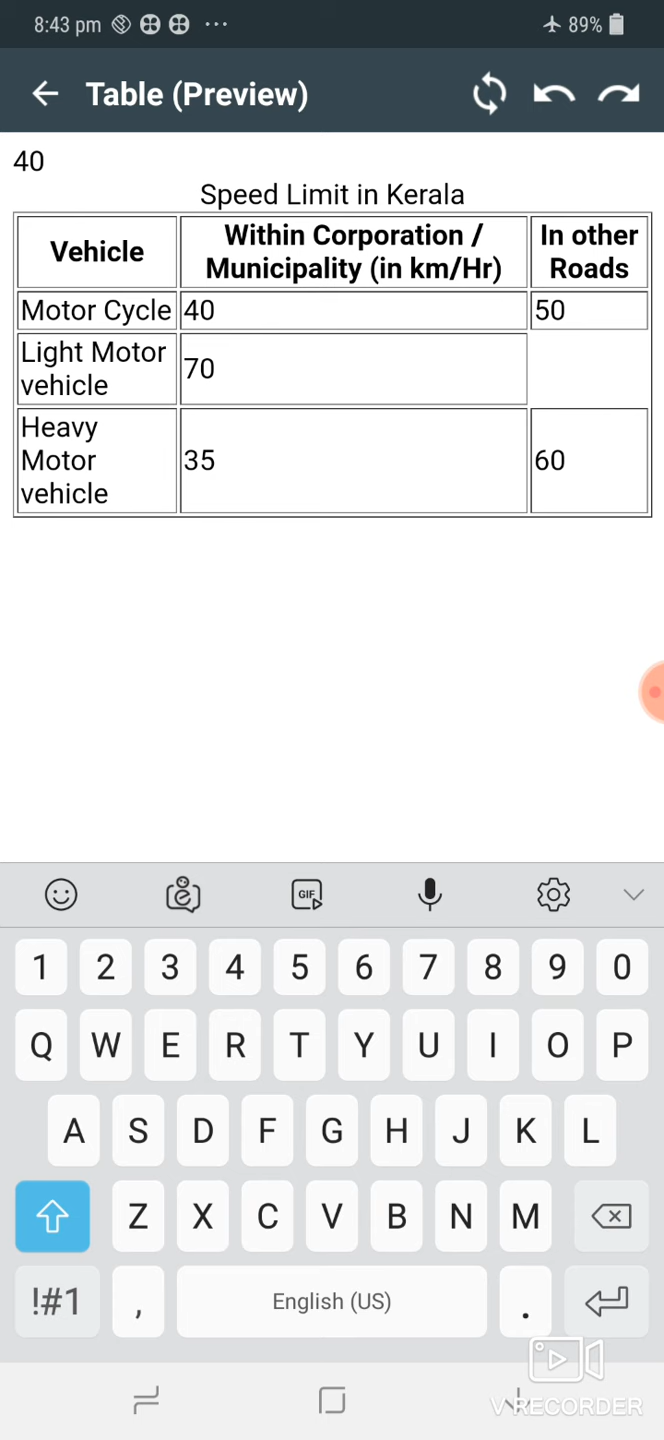 8:43 pm ... 89%
Table (Preview)
40
Speed Limit in Kerala
Vehicle
Within Corporation /
Municipality (in km/Hr)
In other
Roads
Motor Cycle 40 50
Light Motor
vehicle
70
Heavy
Motor
vehicle
35 60
GIF
1 2 3 4 5 6 7 8 9 0
Q W E R T Y U I O P
A S D F G H J K L
Z X C V B N M
!#1 , English (US) .
V RECORDER